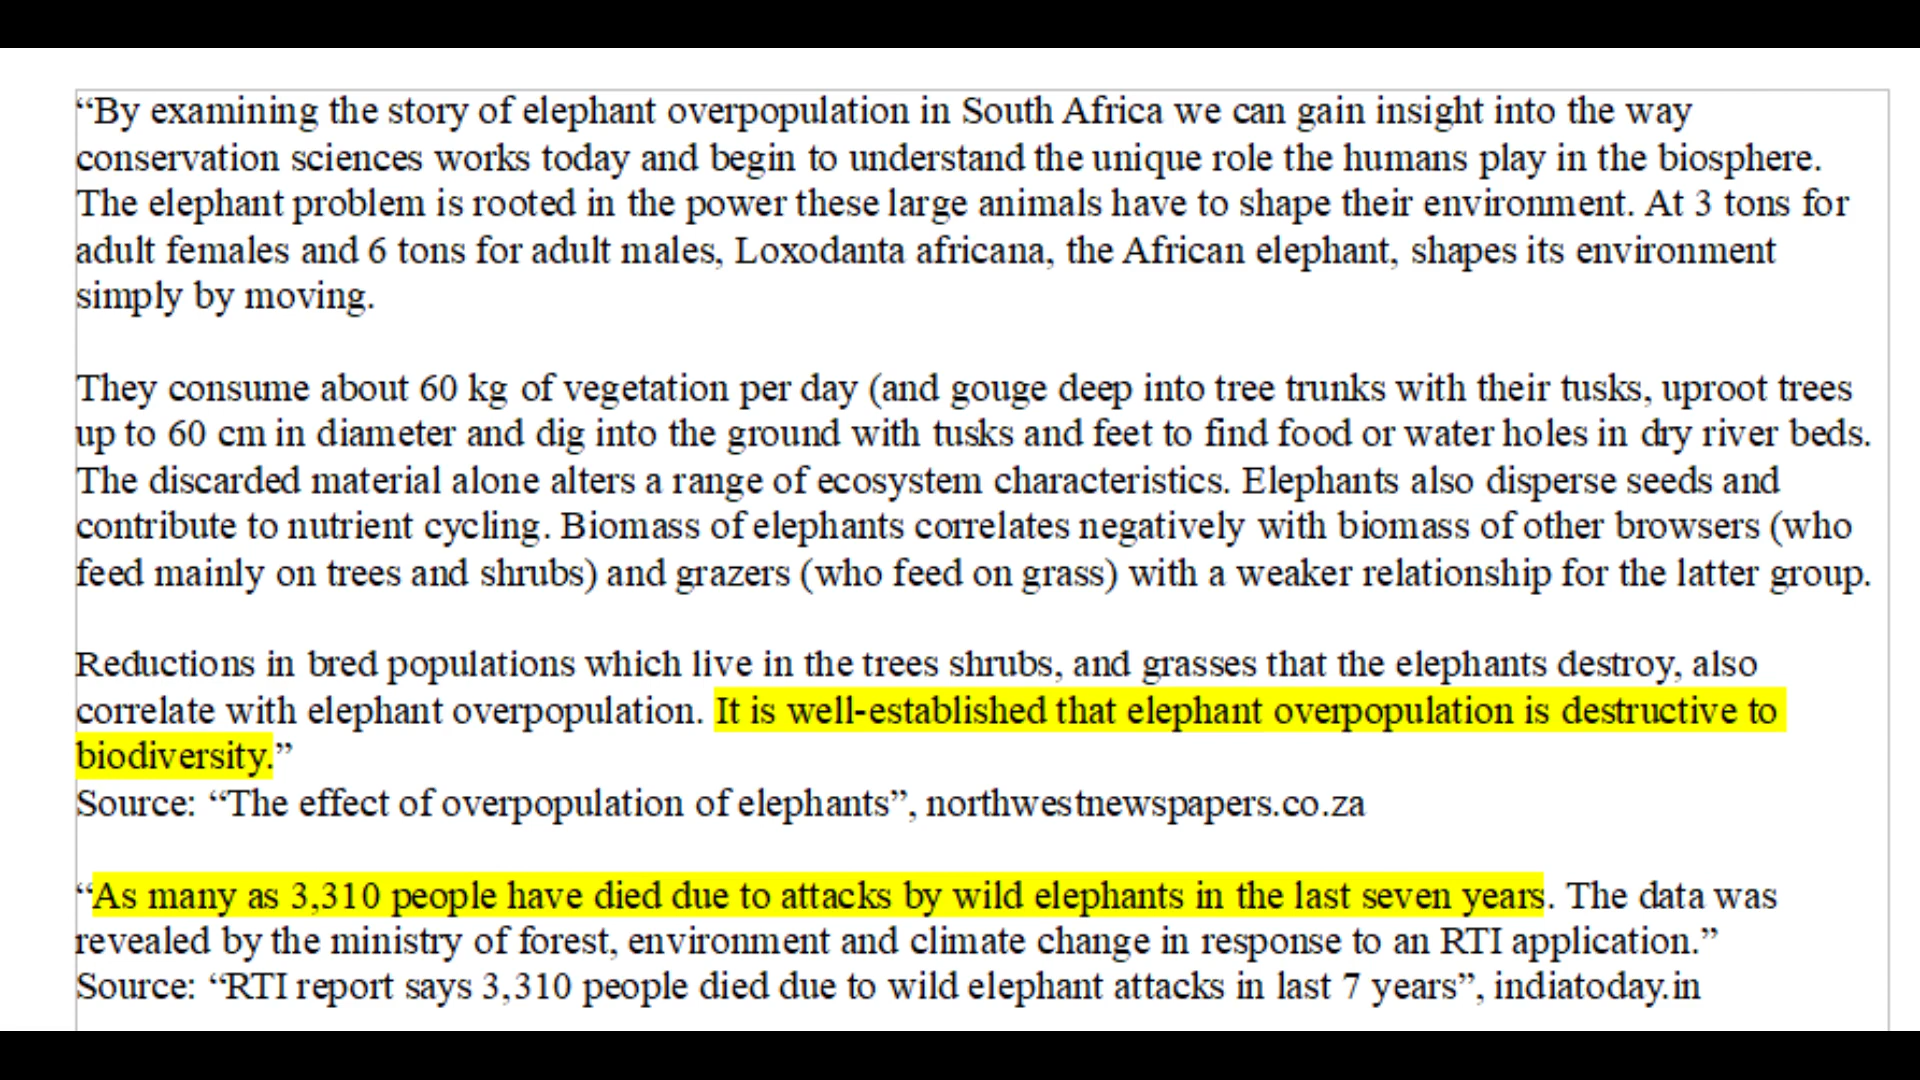 “By examining the story of elephant overpopulation in South Africa we can gain insight into the way
conservation sciences works today and begin to understand the unique role the humans play in the biosphere.
The elephant problem is rooted in the power these large animals have to shape their environment. At 3 tons for
adult females and 6 tons for adult males, Loxodanta africana, the African elephant, shapes its environment
simply by moving.
They consume about 60 kg of vegetation per day (and gouge deep into tree trunks with their tusks, uproot trees
up to 60 cm in diameter and dig into the ground with tusks and feet to find food or water holes in dry river beds.
The discarded material alone alters a range of ecosystem characteristics. Elephants also disperse seeds and
contribute to nutrient cycling. Biomass of elephants correlates negatively with biomass of other browsers (who
feed mainly on trees and shrubs) and grazers (who feed on grass) with a weaker relationship for the latter group.
Reductions in bred populations which live in the trees shrubs, and grasses that the elephants destroy, also
correlate with elephant overpopulation. It is well-established that elephant overpopulation is destructive to
biodiversity.”
Source: “The effect of overpopulation of elephants”, northwestnewspapers.co.za
“As many as 3,310 people have died due to attacks by wild elephants in the last seven years. The data was
revealed by the ministry of forest, environment and climate change in response to an RTI application.”
Source: “RTI report says 3,310 people died due to wild elephant attacks in last 7 years”, indiatoday.in